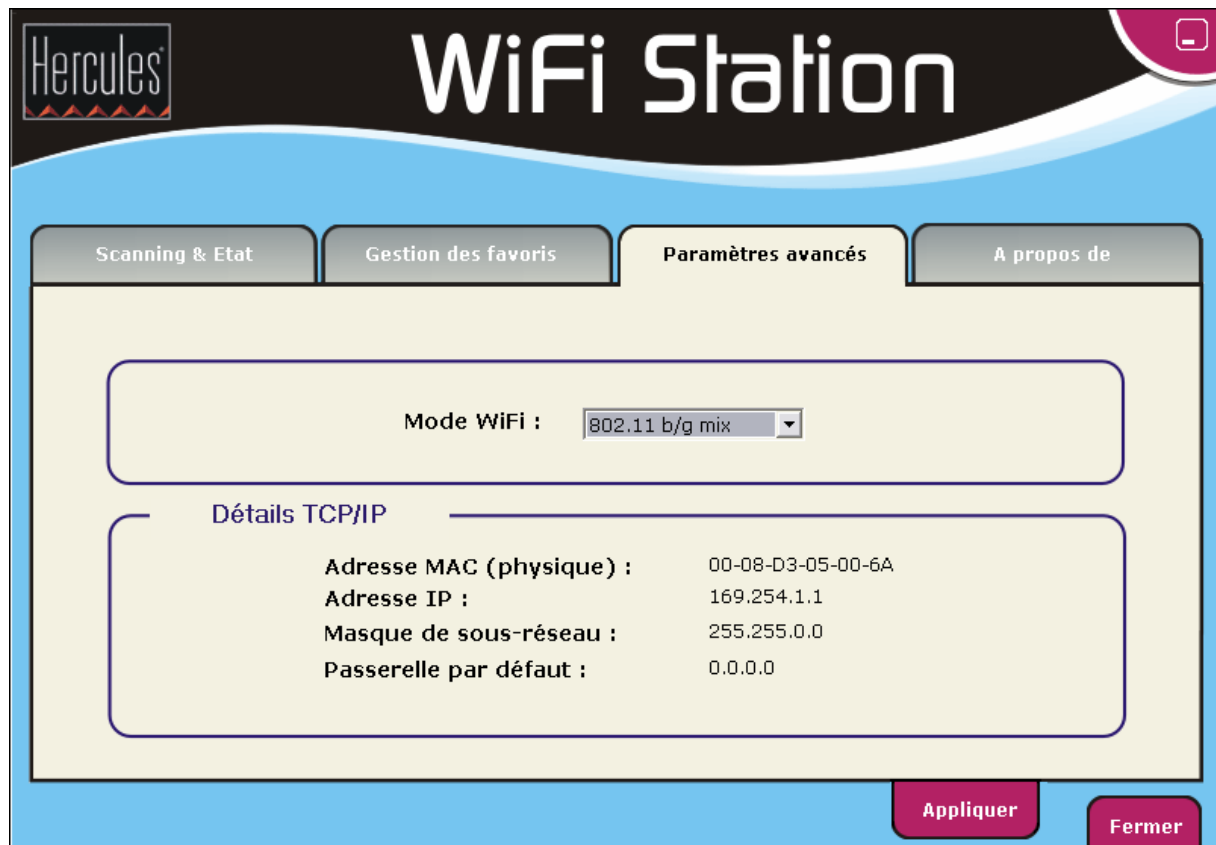 Hercules
WiFi Station
Scanning & Etat
Gestion des favoris
Paramètres avancés
A propos de
Mode WiFi :
802.11 b/g mix
Détails TCP/IP
Adresse MAC (physique) : 00-08-D3-05-00-6A
Adresse IP : 169.254.1.1
Masque de sous-réseau : 255.255.0.0
Passerelle par défaut : 0.0.0.0
Appliquer
Fermer